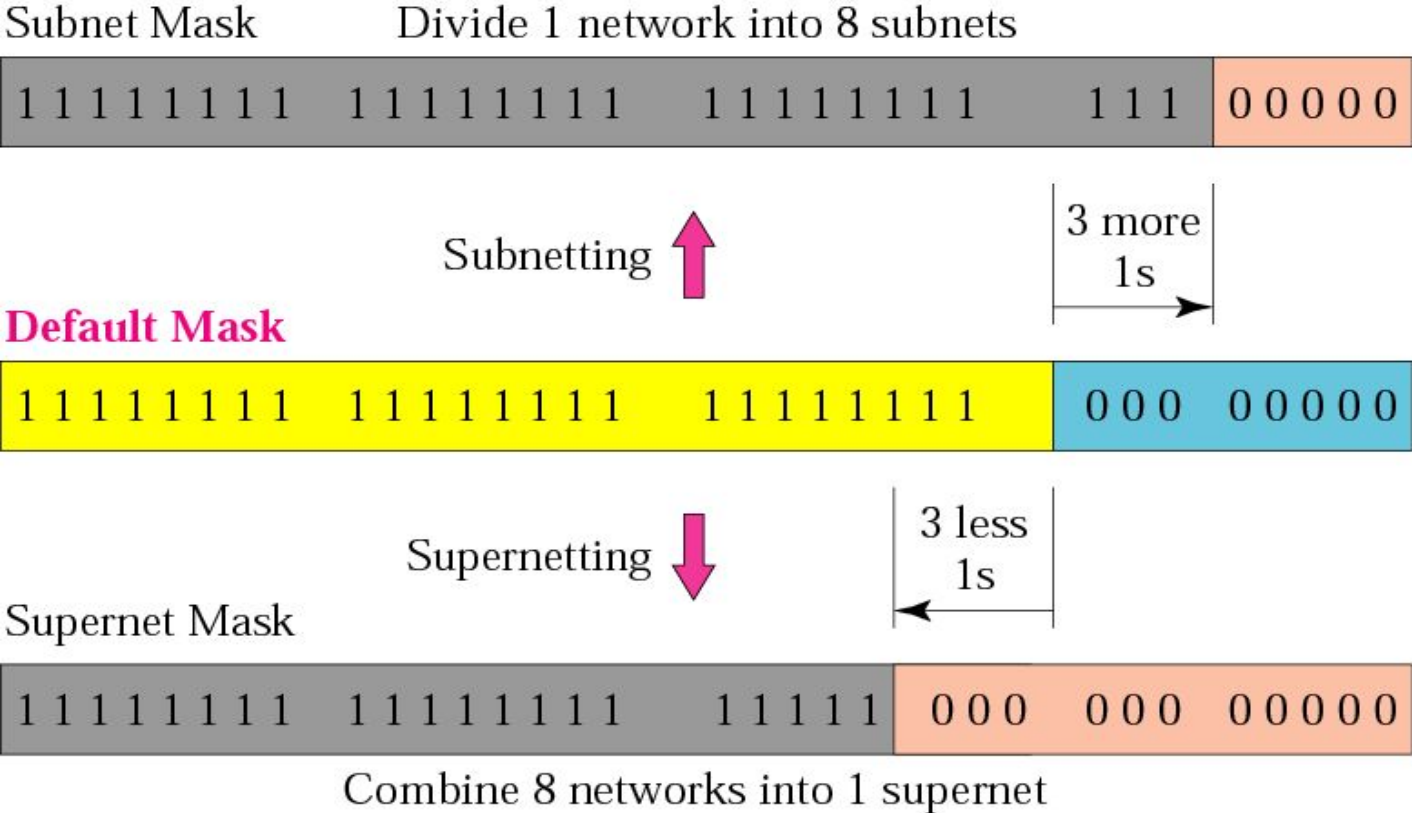 Subnet Mask Divide 1 network into 8 subnets
1 1 1 1 1 1 1 1 1 1 1 1 1 1 1 1 1 1 1 1 1 1 1 1 1 1 1 0 0 0 0 0
3 more
Subnetting
1s
Default Mask
1 1 1 1 1 1 1 1 1 1 1 1 1 1 1 1 1 1 1 1 1 1 1 1 0 0 0 0 0 0 0 0
3 less
Supernetting
1s
Supernet Mask
1 1 1 1 1 1 1 1 1 1 1 1 1 1 1 1 1 1 1 1 1 0 0 0 0 0 0 0 0 0 0 0
Combine 8 networks into 1 supernet